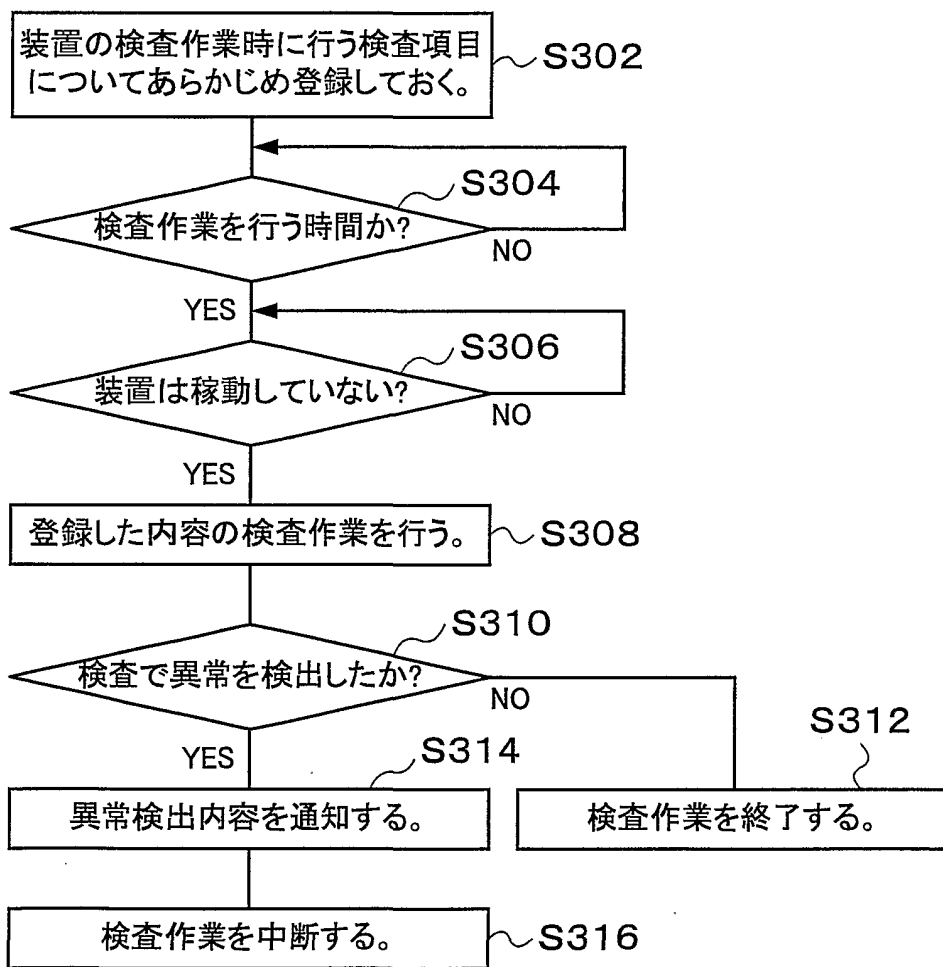 装置の検査作業時に行う検査項目
についてあらかじめ登録しておく。
S302
S304
検査作業を行う時間か?
NO
YES
S306
装置は稼動していない?
NO
YES
登録した内容の検査作業を行う。
S308
S310
検査で異常を検出したか?
NO
YES
S314
S312
異常検出内容を通知する。
検査作業を終了する。
検査作業を中断する。
S316